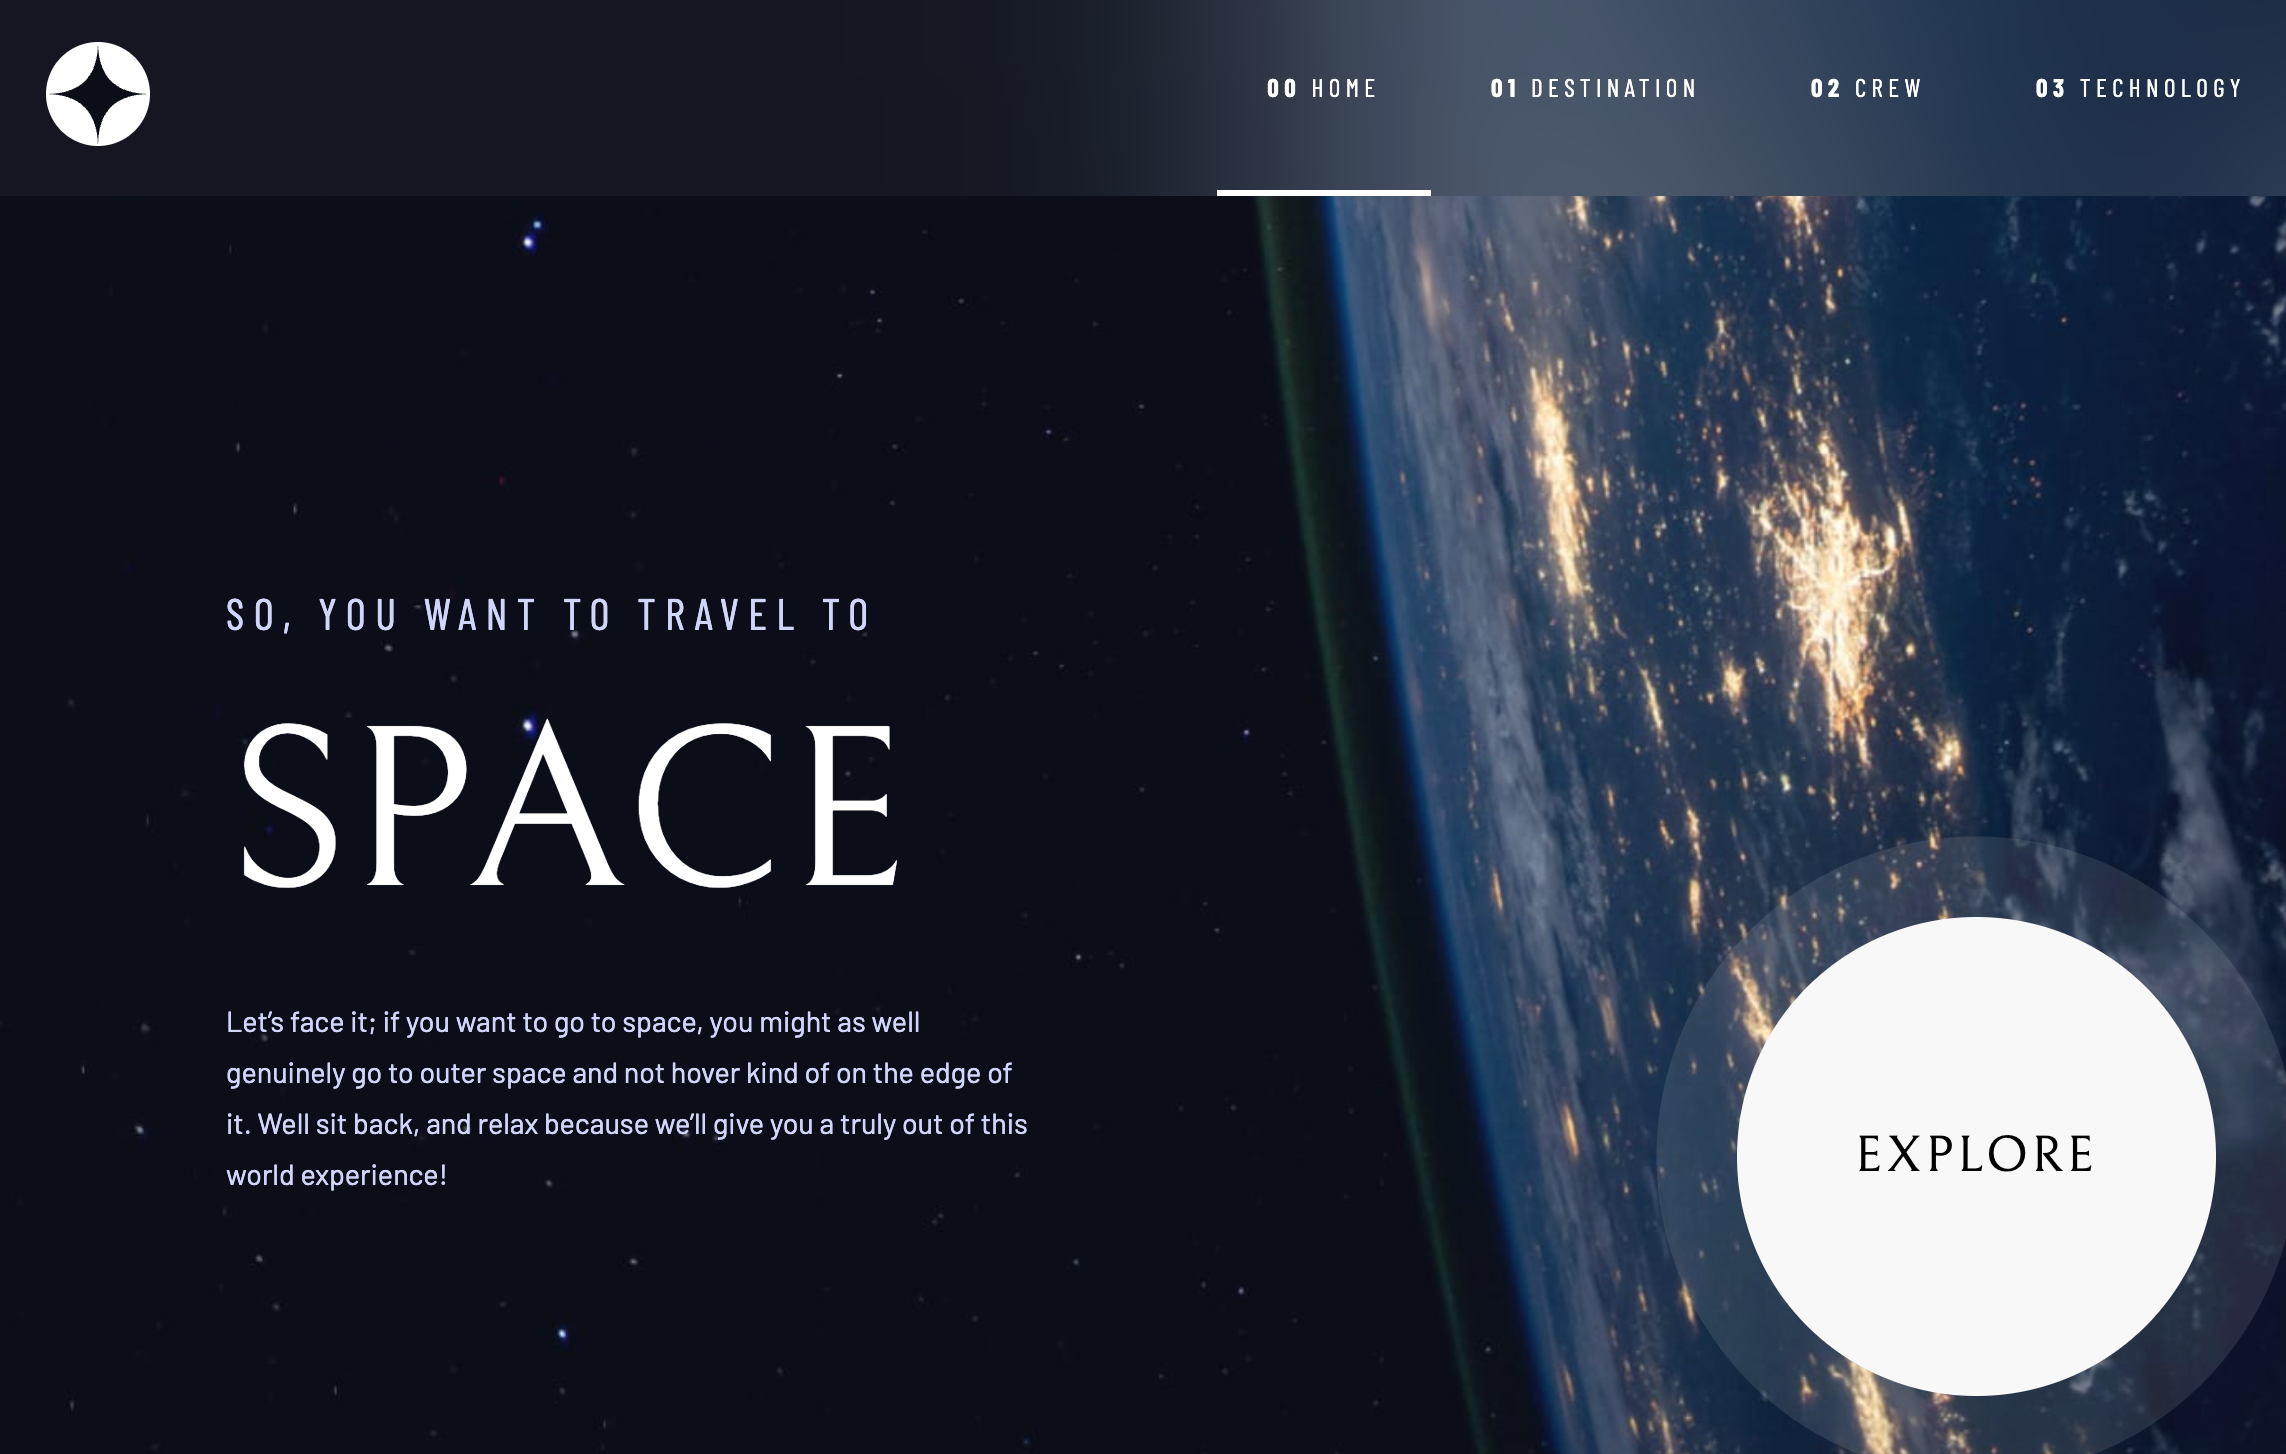 00 HOME 01 DESTINATION 02 CREW 03 TECHNOLOGY
SO, YOU WANT TO TRAVEL TO
SPACE
Let’s face it; if you want to go to space, you might as well
genuinely go to outer space and not hover kind of on the edge of
it. Well sit back, and relax because we’ll give you a truly out of this
world experience!
EXPLORE